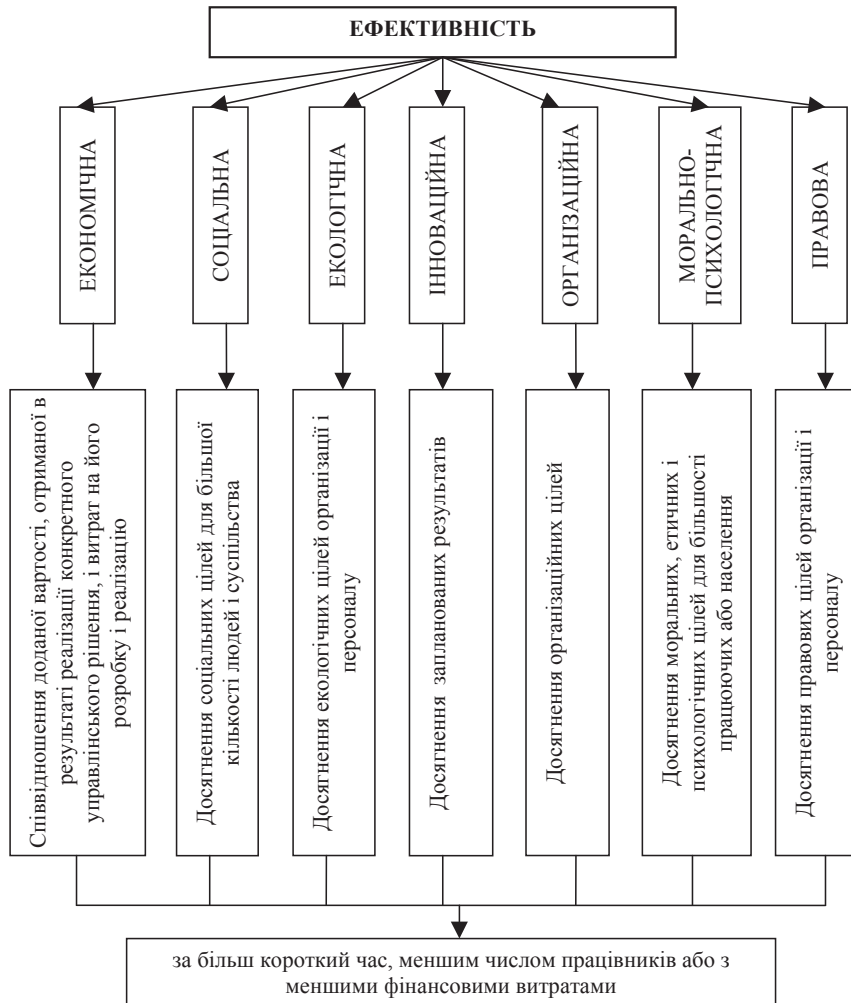 ЕФЕКТИВНІСТЬ
ЕКОНОМІЧНА
СОЦІАЛЬНА
ЕКОЛОГІЧНА
ІННОВАЦІЙНА
ОРГАНІЗАЦІЙНА
МОРАЛЬНО-
ПСИХОЛОГІЧНА
ПРАВОВА
Співвідношення доданої вартості, отриманої в
результаті реалізації конкретного
управлінського рішення, і витрат на його
розробку і реалізацію
Досягнення соціальних цілей для більшої
кількості людей і суспільства
Досягнення екологічних цілей організації і
персоналу
Досягнення запланованих результатів
Досягнення організаційних цілей
Досягнення моральних, етичних і
психологічних цілей для більшості
працюючих або населення
Досягнення правових цілей організації і
персоналу
за більш короткий час, меншим числом працівників або з
меншими фінансовими витратами